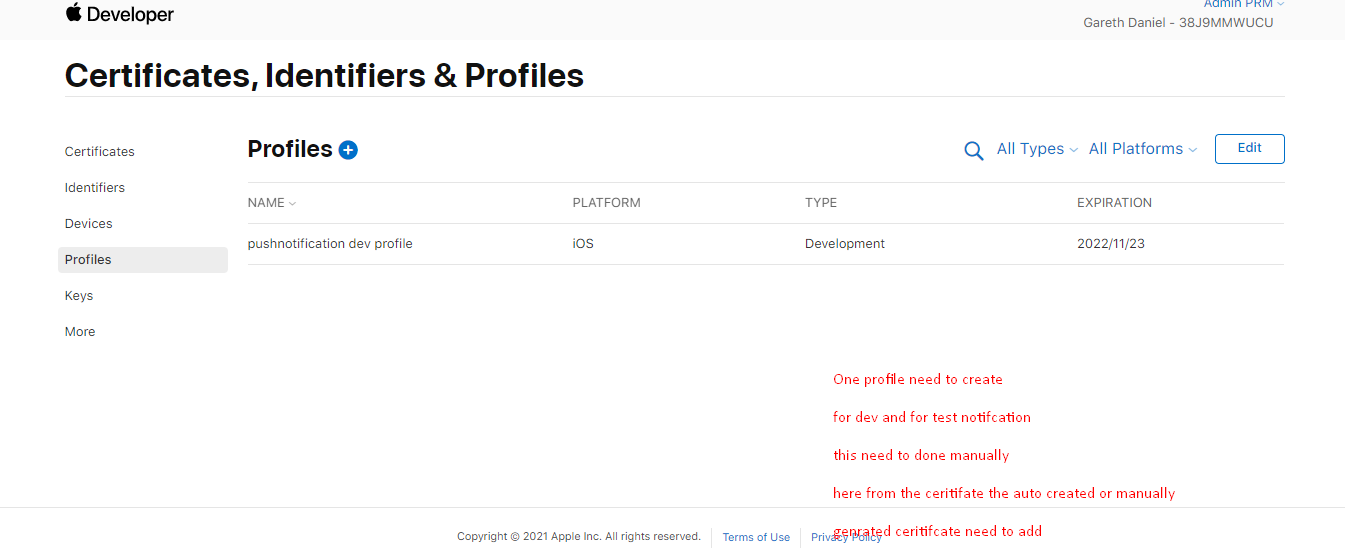 Developer
Admin PRM
Gareth Daniel - 38J9MMWUCU
Certificates, Identifiers & Profiles
Certificates
Identifiers
Devices
Profiles
Keys
More
Profiles
All Types
All Platforms
Edit
NAME PLATFORM TYPE EXPIRATION
pushnotification dev profile iOS Development 2022/11/23
One profile need to create
for dev and for test notifcation
this need to done manually
here from the ceritifate the auto created or manually
genrated ceritifcate need to add
Copyright © 2021 Apple Inc. All rights reserved. Terms of Use Privacy Policy